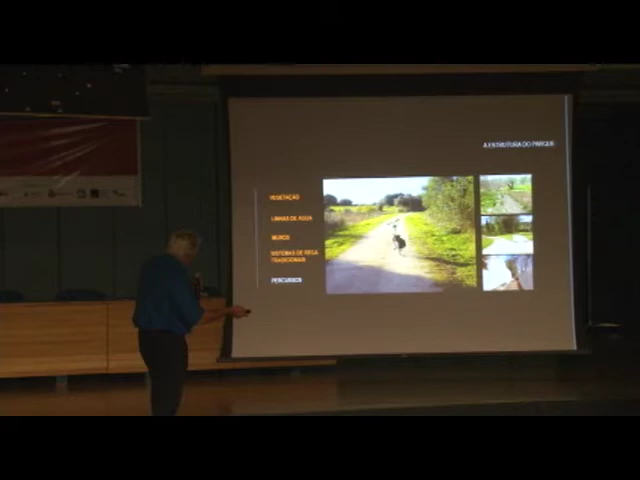 A ESTRUTURA DO PARQUE
VEGETAÇÃO
LINHAS DE ÁGUA
MUROS
SISTEMAS DE REGA
TRADICIONAIS
PERCURSOS